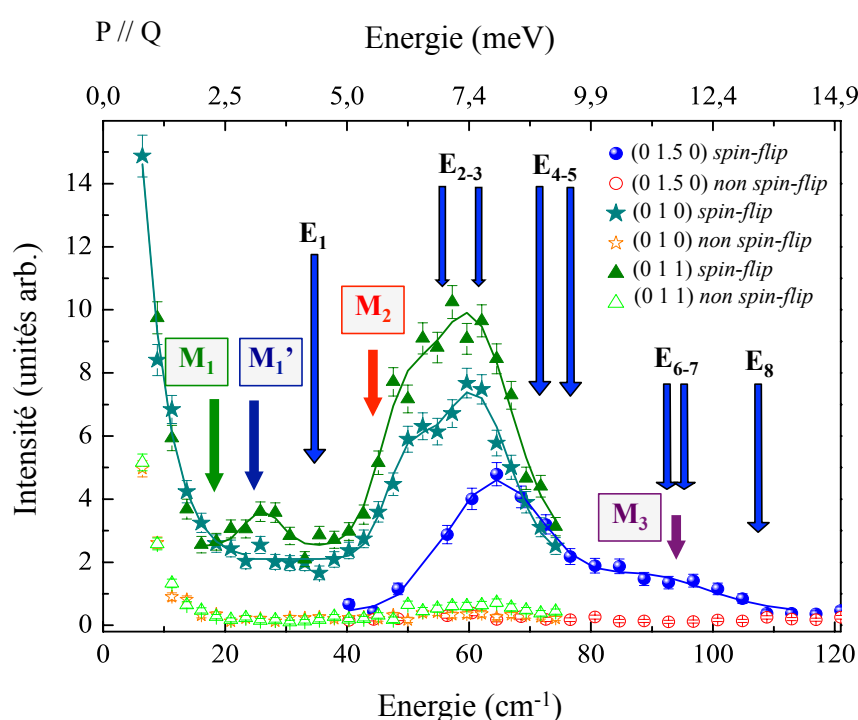 P // Q
Energie (meV)
0,0 2,5 5,0 7,4 9,9 12,4 14,9
Intensité (unités arb.)
14
12
10
8
6
4
2
0
E2-3
E4-5
E1
M1
M1’
M2
E6-7
E8
M3
(0 1.50 0) spin-flip
(0 1.50 0) non spin-flip
(0 1 0) spin-flip
(0 1 0) non spin-flip
(0 1 1) spin-flip
(0 1 1) non spin-flip
0 20 40 60 80 100 120
Energie (cm-1)